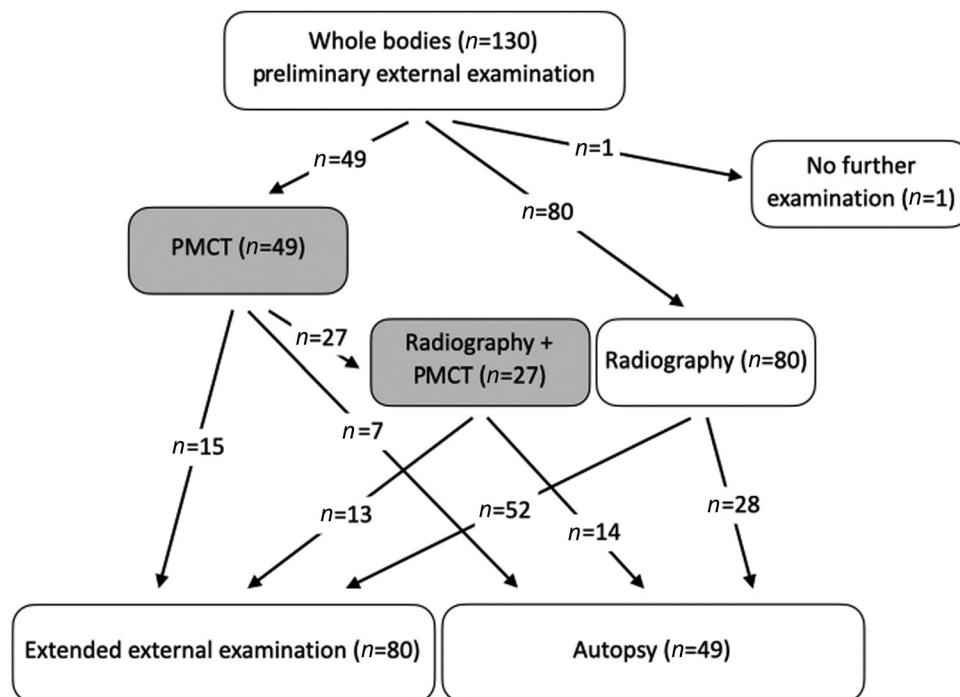 Whole bodies (n=130)
preliminary external examination
n=49
n=1
No further
examination (n=1)
n=80
PMCT (n=49)
n=27
Radiography +
PMCT (n=27)
Radiography (n=80)
n=15
n=7
n=13
n=52
n=14
n=28
Extended external examination (n=80)
Autopsy (n=49)